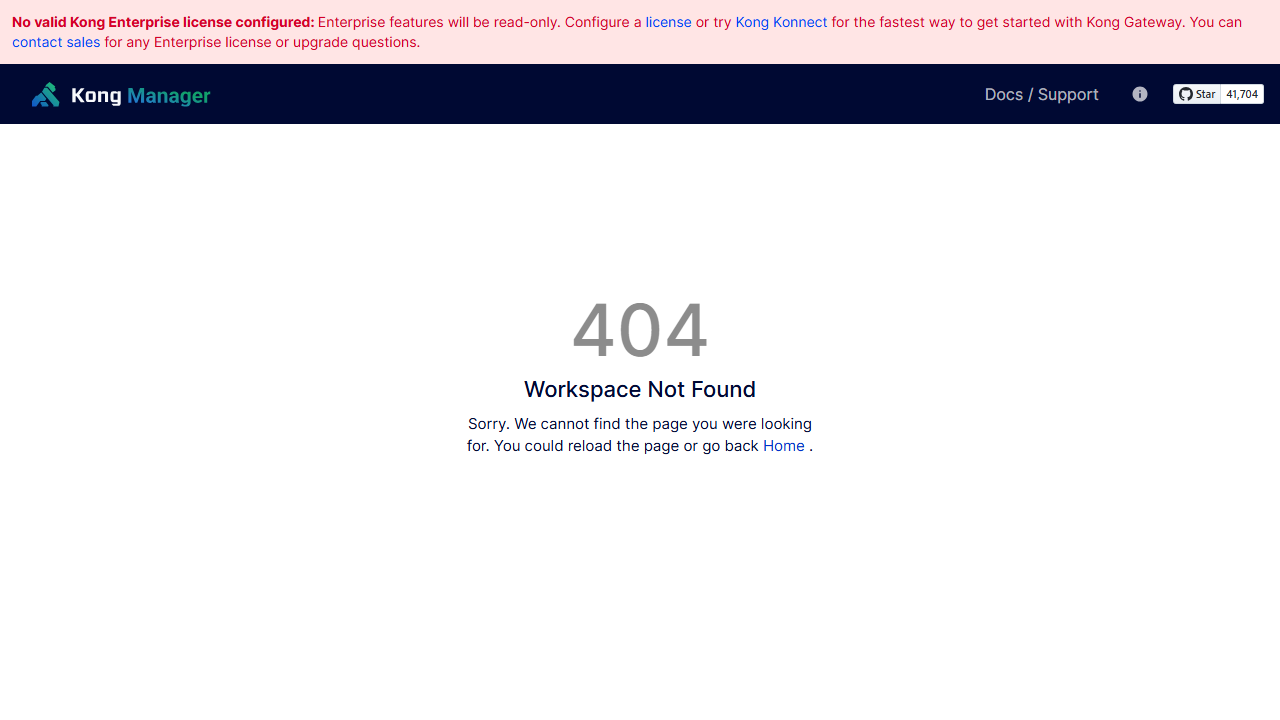 No valid Kong Enterprise license configured: Enterprise features will be read-only. Configure a license or try Kong Konnect for the fastest way to get started with Kong Gateway. You can
contact sales for any Enterprise license or upgrade questions.
Kong Manager
Docs / Support
Star
41,704
404
Workspace Not Found
Sorry. We cannot find the page you were looking
for. You could reload the page or go back Home .